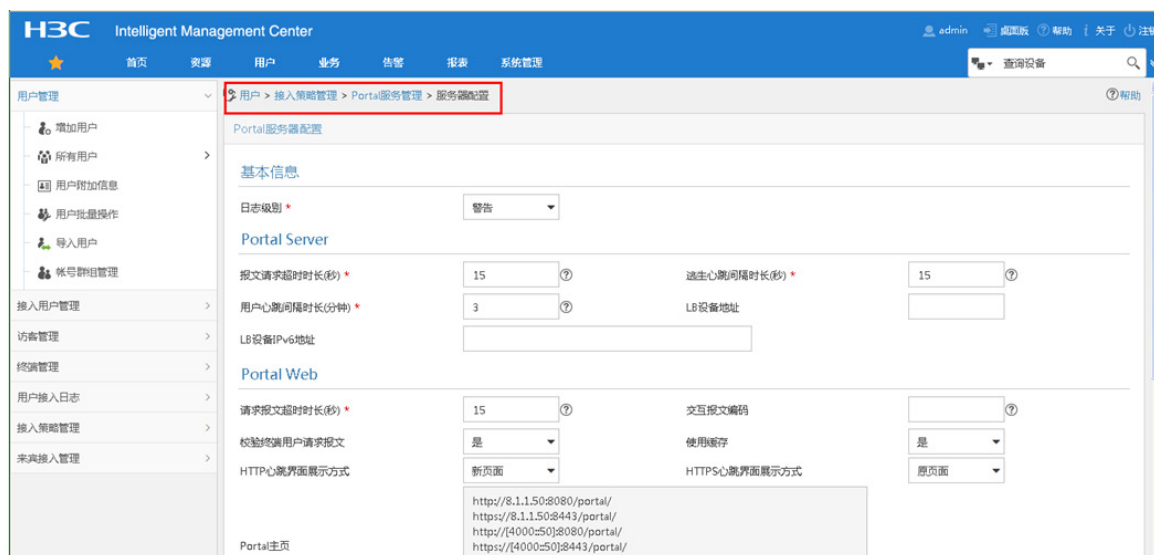 H3C Intelligent Management Center
admin 桌面版 帮助 关于 注销
首页 资源 用户 业务 告警 报表 系统管理 查询设备
用户管理
用户 > 接入策略管理 > Portal服务管理 > 服务器配置 帮助
增加用户
所有用户
用户附加信息
用户批量操作
导入用户
帐号群组管理
接入用户管理
访客管理
终端管理
用户接入日志
接入策略管理
来宾接入管理
Portal服务器配置
基本信息
日志级别 * 警告
Portal Server
报文请求超时时长(秒) * 15 逃生心跳间隔时长(秒) * 15
用户心跳间隔时长(分钟) * 3 LB设备地址
LB设备IPv6地址
Portal Web
请求报文超时时长(秒) * 15 交互报文编码
校验终端用户请求报文 是 使用缓存 是
HTTP心跳界面展示方式 新页面 HTTPS心跳界面展示方式 原页面
Portal主页
http://8.1.1.50:8080/portal/
https://8.1.1.50:8443/portal/
http://[4000::50]:8080/portal/
https://[4000::50]:8443/portal/